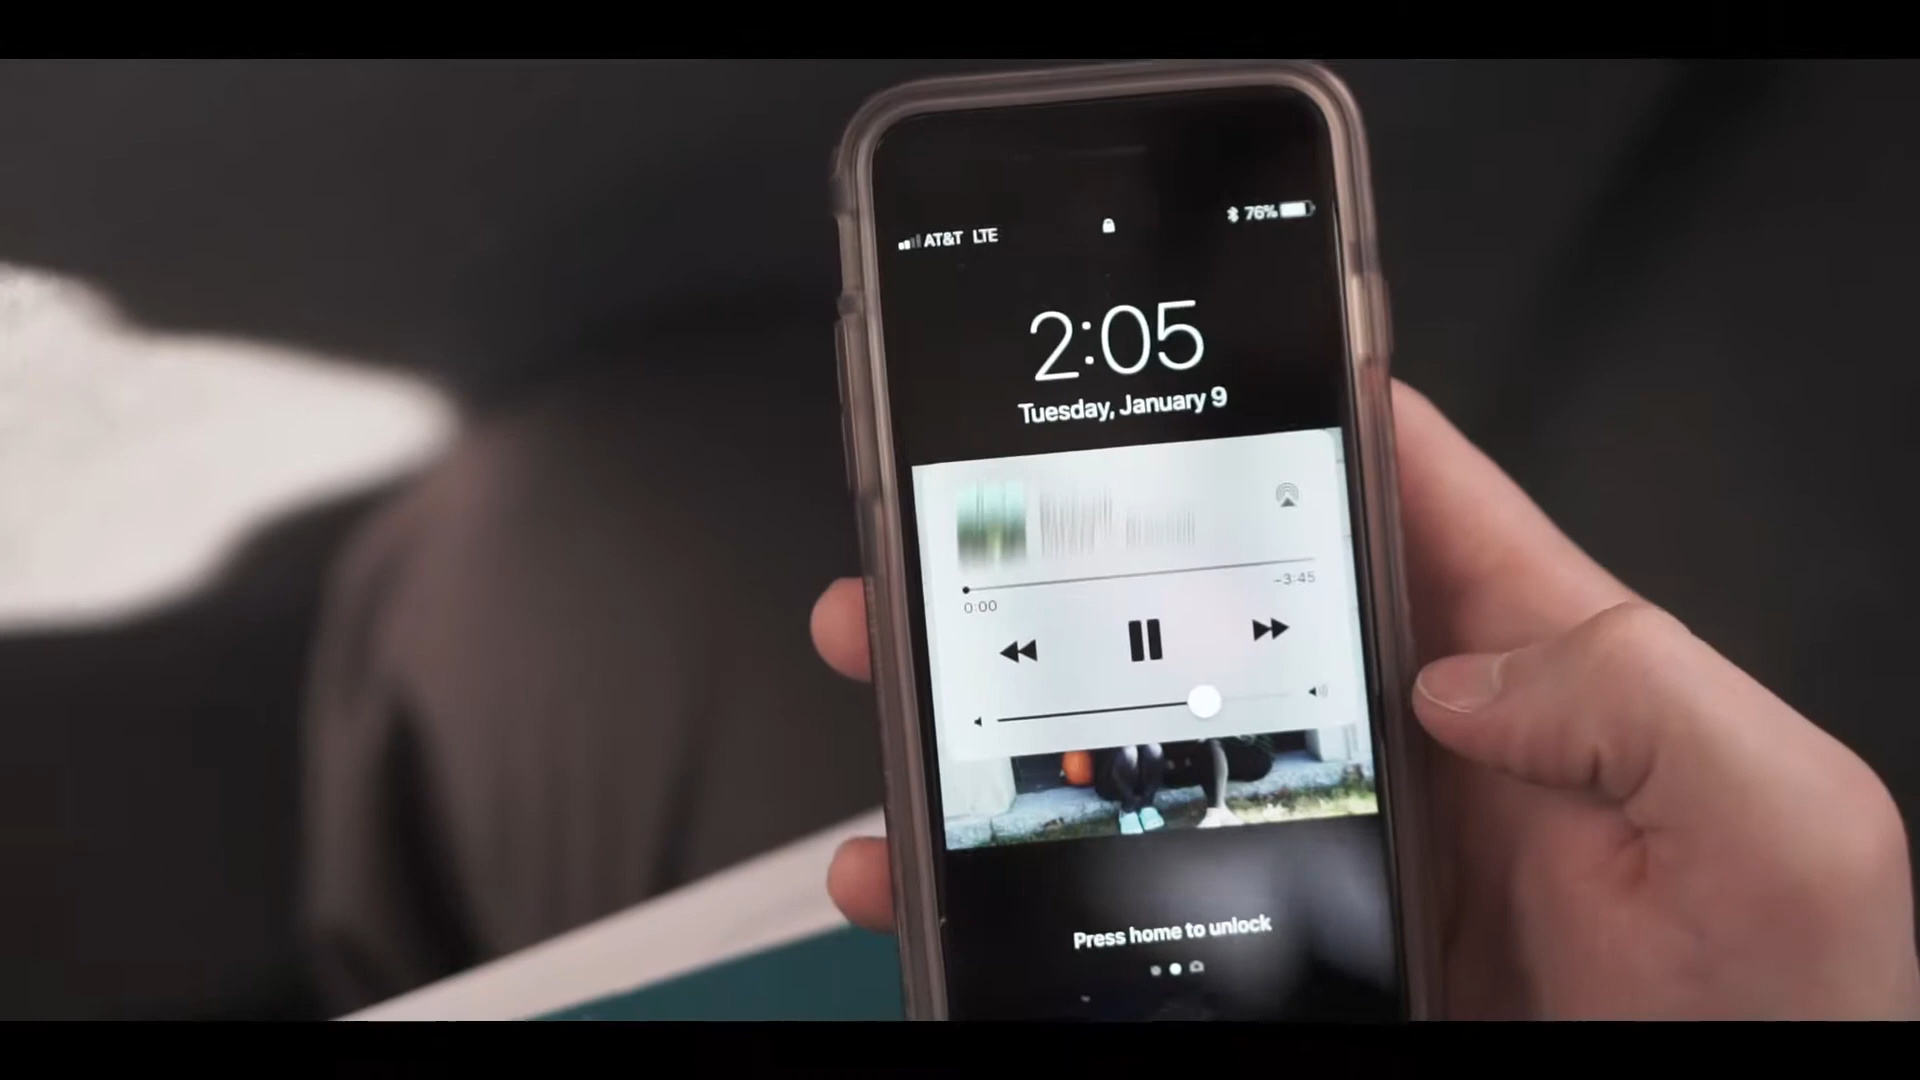 AT&T LTE
76%
2:05
Tuesday, January 9
0:00
-3:45
Press home to unlock